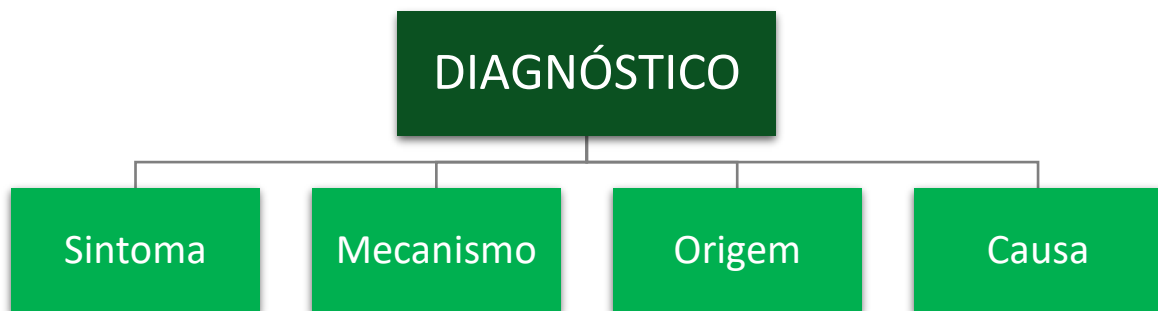 DIAGNÓSTICO
Sintoma
Mecanismo
Origem
Causa